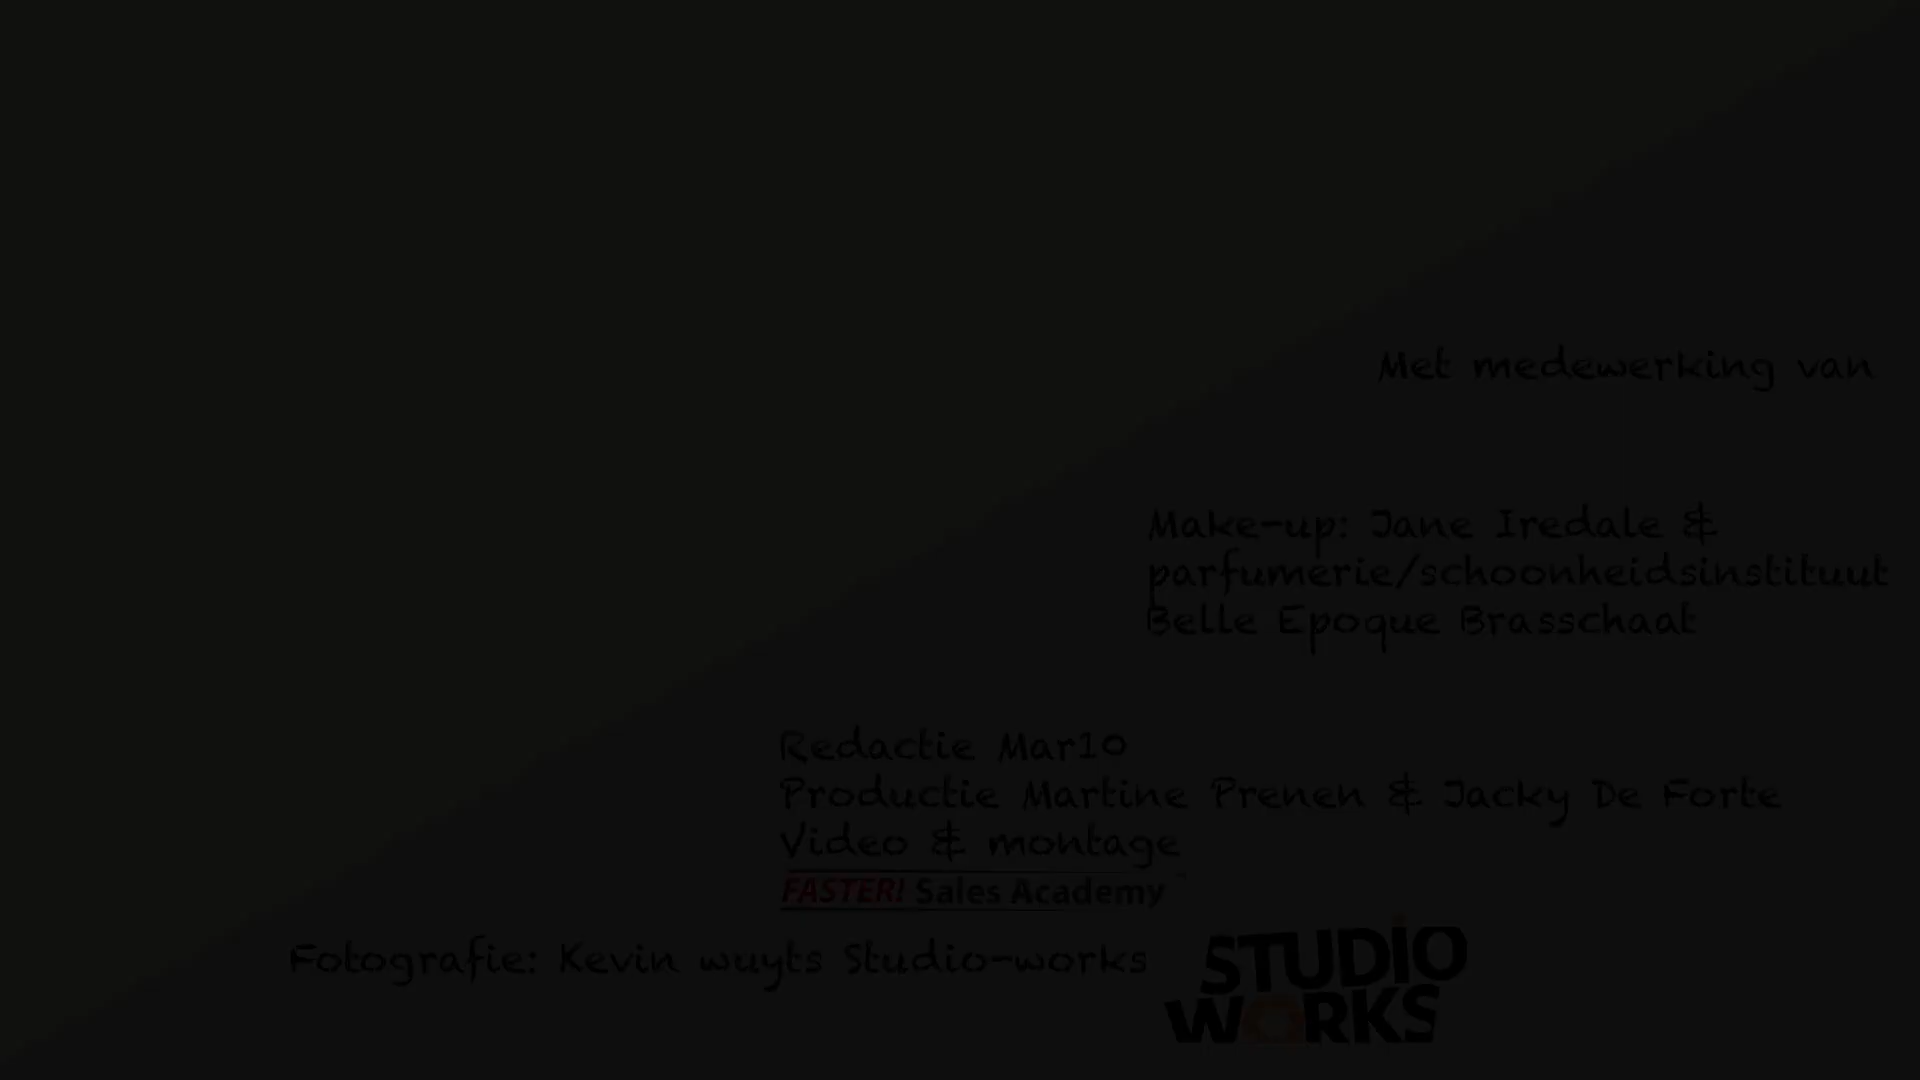 Met medewerking van
Make-up: Jane Iredale &
parfumerie/schoonheidsinstituut
Belle Epoque Brasschaat
Redactie Mar10
Productie Martine Prenen & Jacky De Forte
Video & montage
FASTER! Sales Academy
Fotografie: Kevin wuyts Studio-works
STUDIO
WORKS